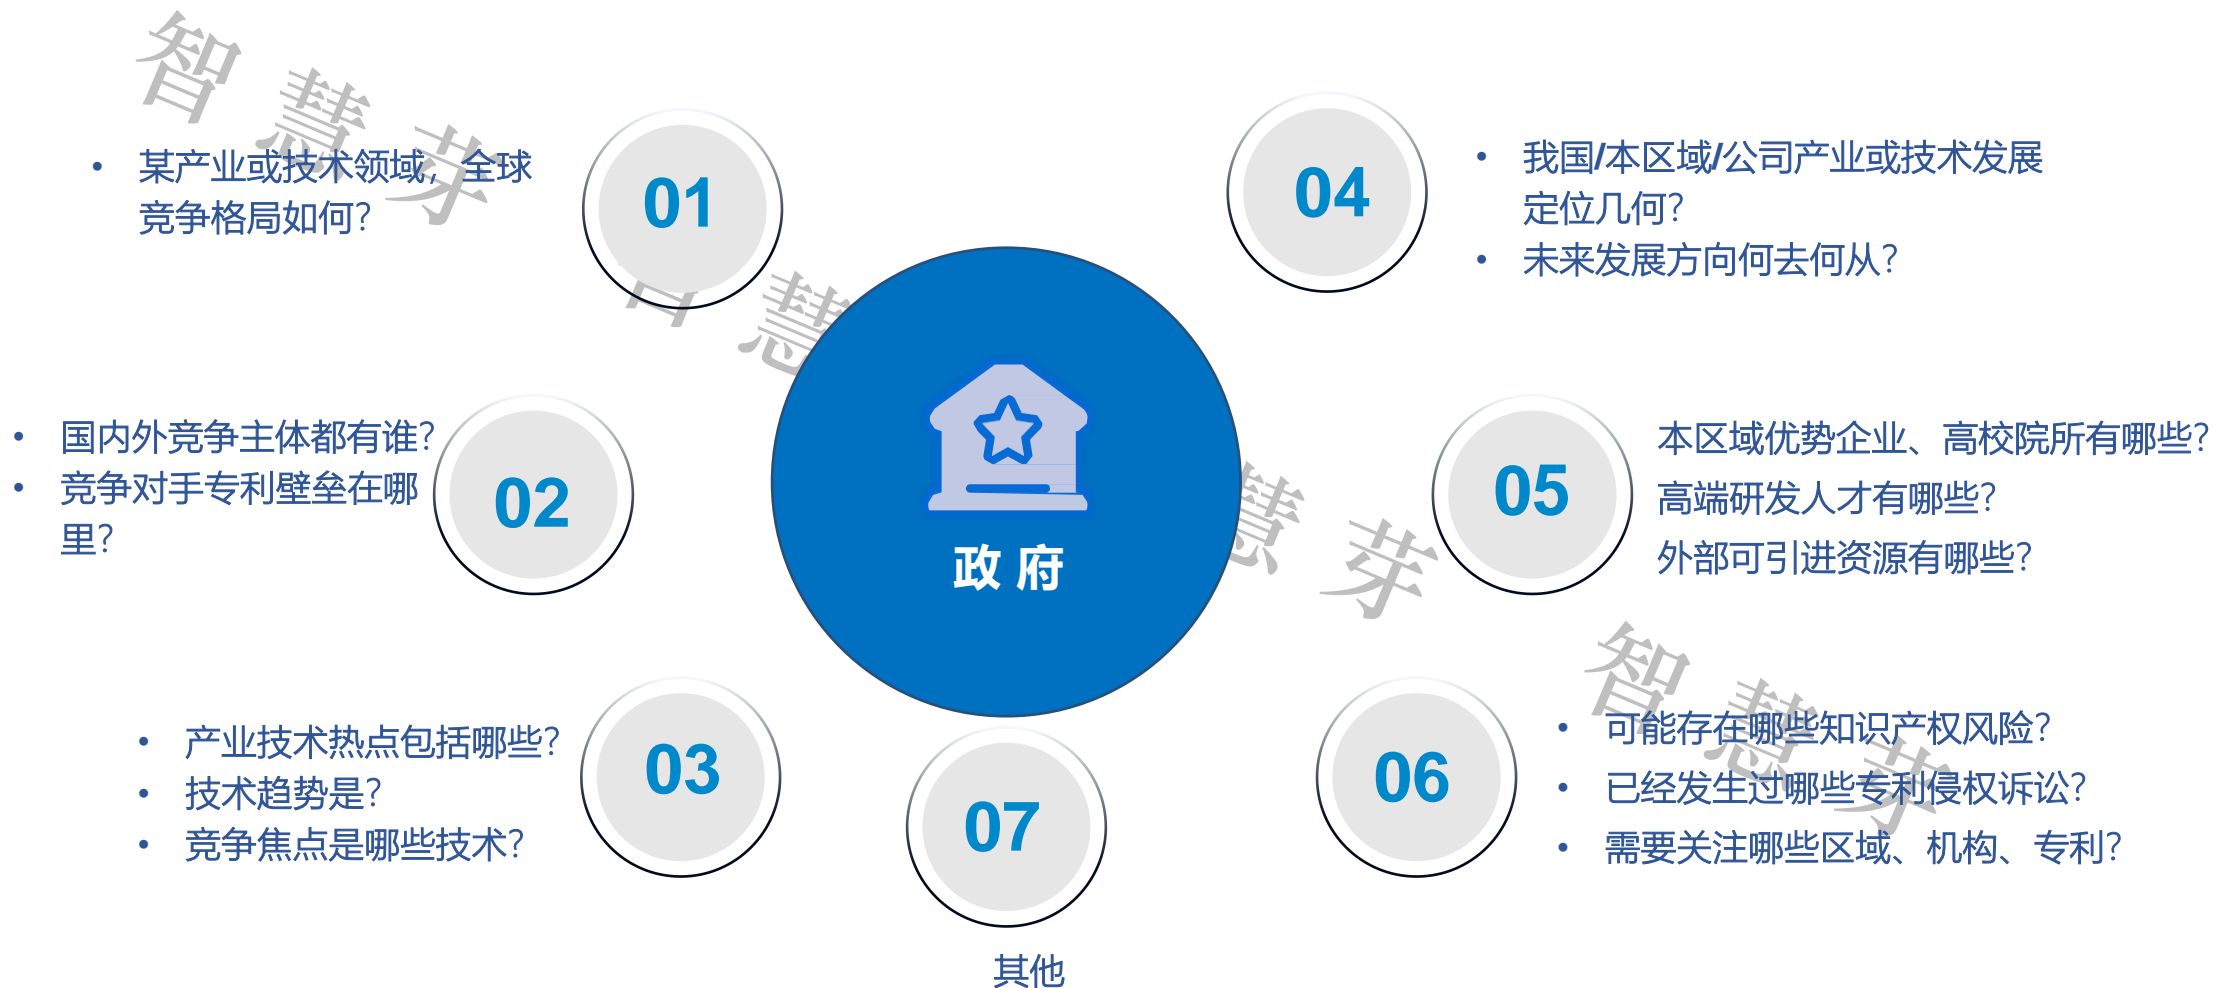 智慧芽
01
某产业或技术领域，全球
竞争格局如何？
02
国内外竞争主体都有谁？
竞争对手专利壁垒在哪
里？
03
产业技术热点包括哪些？
技术趋势是？
竞争焦点是哪些技术？
智慧
政府
慧芽
07
其他
04
我国/本区域/公司产业或技术发展
定位几何？
未来发展方向何去何从？
05
本区域优势企业、高校院所有哪些？
高端研发人才有哪些？
外部可引进资源有哪些？
06
智慧芽
可能存在哪些知识产权风险？
已经发生过哪些专利侵权诉讼？
需要关注哪些区域、机构、专利？